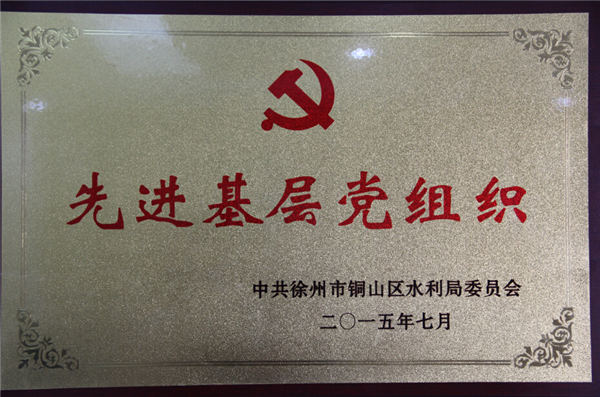 先进基层党组织
中共徐州市铜山区水利局委员会
二〇一五年七月